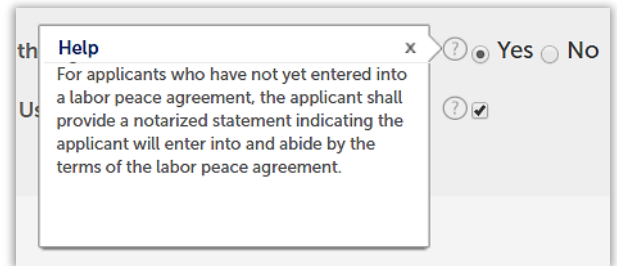 th
Help x
? Yes No
For applicants who have not yet entered into
a labor peace agreement, the applicant shall
Us ?
provide a notarized statement indicating the
applicant will enter into and abide by the
terms of the labor peace agreement.